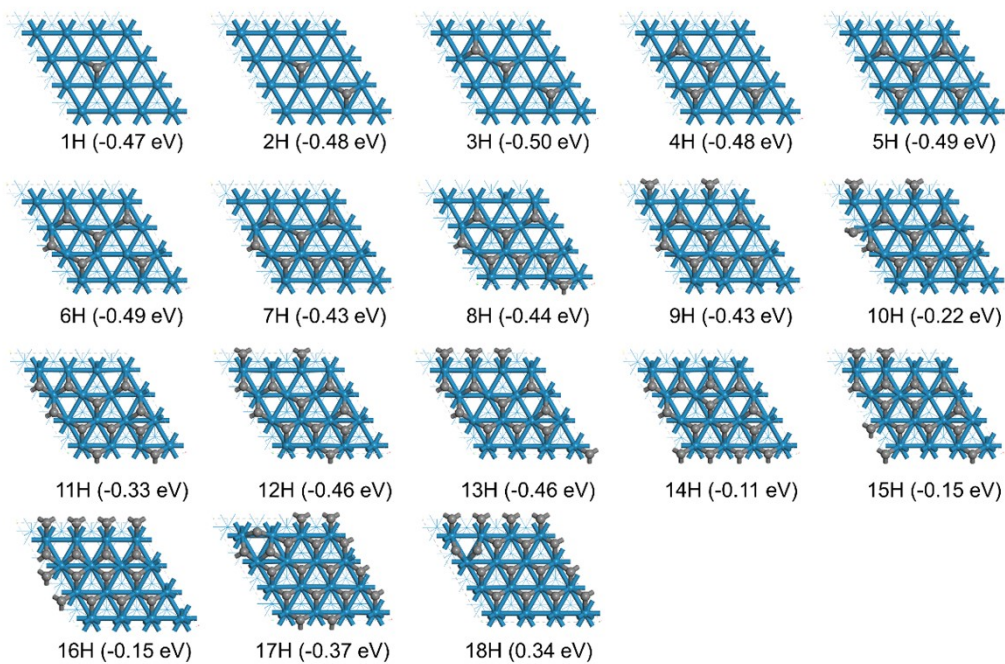 1H (-0.47 eV)
2H (-0.48 eV)
3H (-0.50 eV)
4H (-0.48 eV)
5H (-0.49 eV)
6H (-0.49 eV)
7H (-0.43 eV)
8H (-0.44 eV)
9H (-0.43 eV)
10H (-0.22 eV)
11H (-0.33 eV)
12H (-0.46 eV)
13H (-0.46 eV)
14H (-0.11 eV)
15H (-0.15 eV)
16H (-0.15 eV)
17H (-0.37 eV)
18H (0.34 eV)